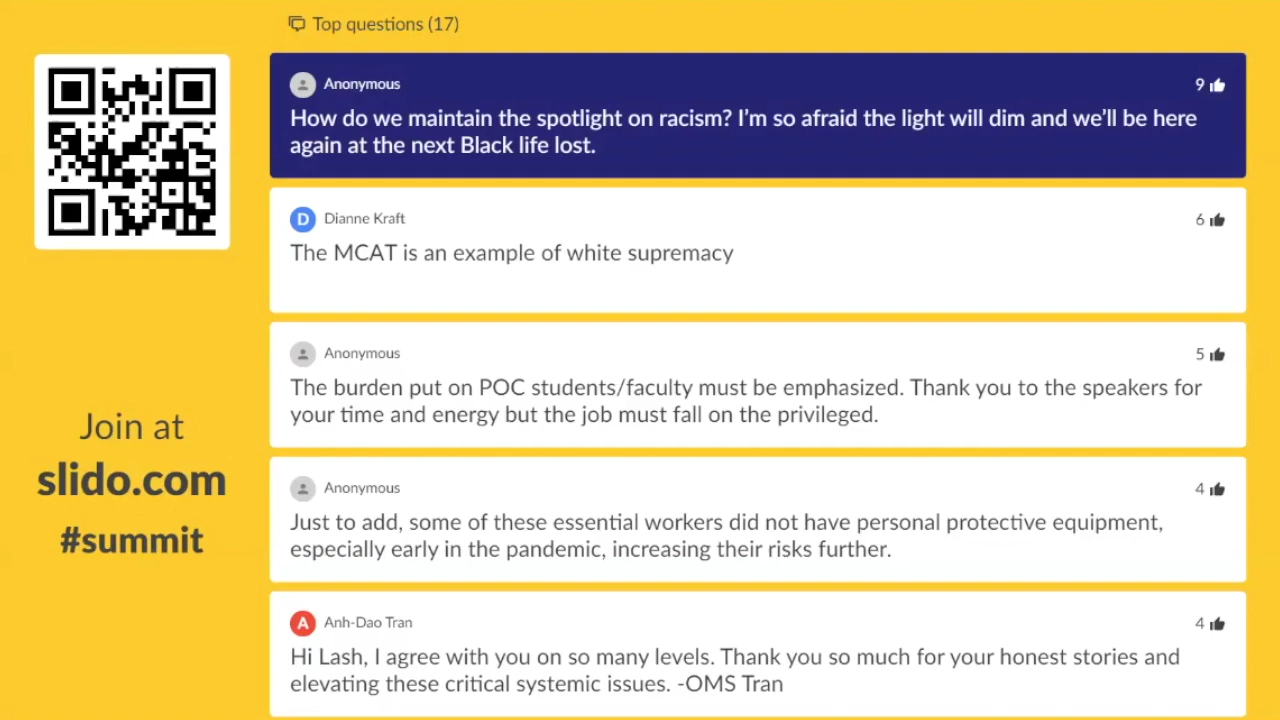 Top questions (17)
Anonymous
9
How do we maintain the spotlight on racism? I'm so afraid the light will dim and we'll be here
again at the next Black life lost.
D Dianne Kraft
6
The MCAT is an example of white supremacy
Anonymous
5
The burden put on POC students/faculty must be emphasized. Thank you to the speakers for
your time and energy but the job must fall on the privileged.
Anonymous
4
Just to add, some of these essential workers did not have personal protective equipment,
especially early in the pandemic, increasing their risks further.
A Anh-Dao Tran
4
Hi Lash, I agree with you on so many levels. Thank you so much for your honest stories and
elevating these critical systemic issues. -OMS Tran
Join at
slido.com
#summit